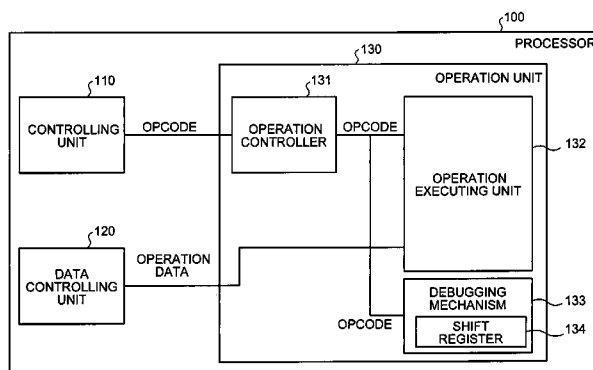 100
PROCESSOR
130
OPERATION UNIT
110
CONTROLLING
UNIT
OPCODE
131
OPERATION
CONTROLLER
OPCODE
OPERATION
EXECUTING UNIT
132
120
DATA
CONTROLLING
UNIT
OPERATION
DATA
OPCODE
DEBUGGING
MECHANISM
133
SHIFT
REGISTER
134